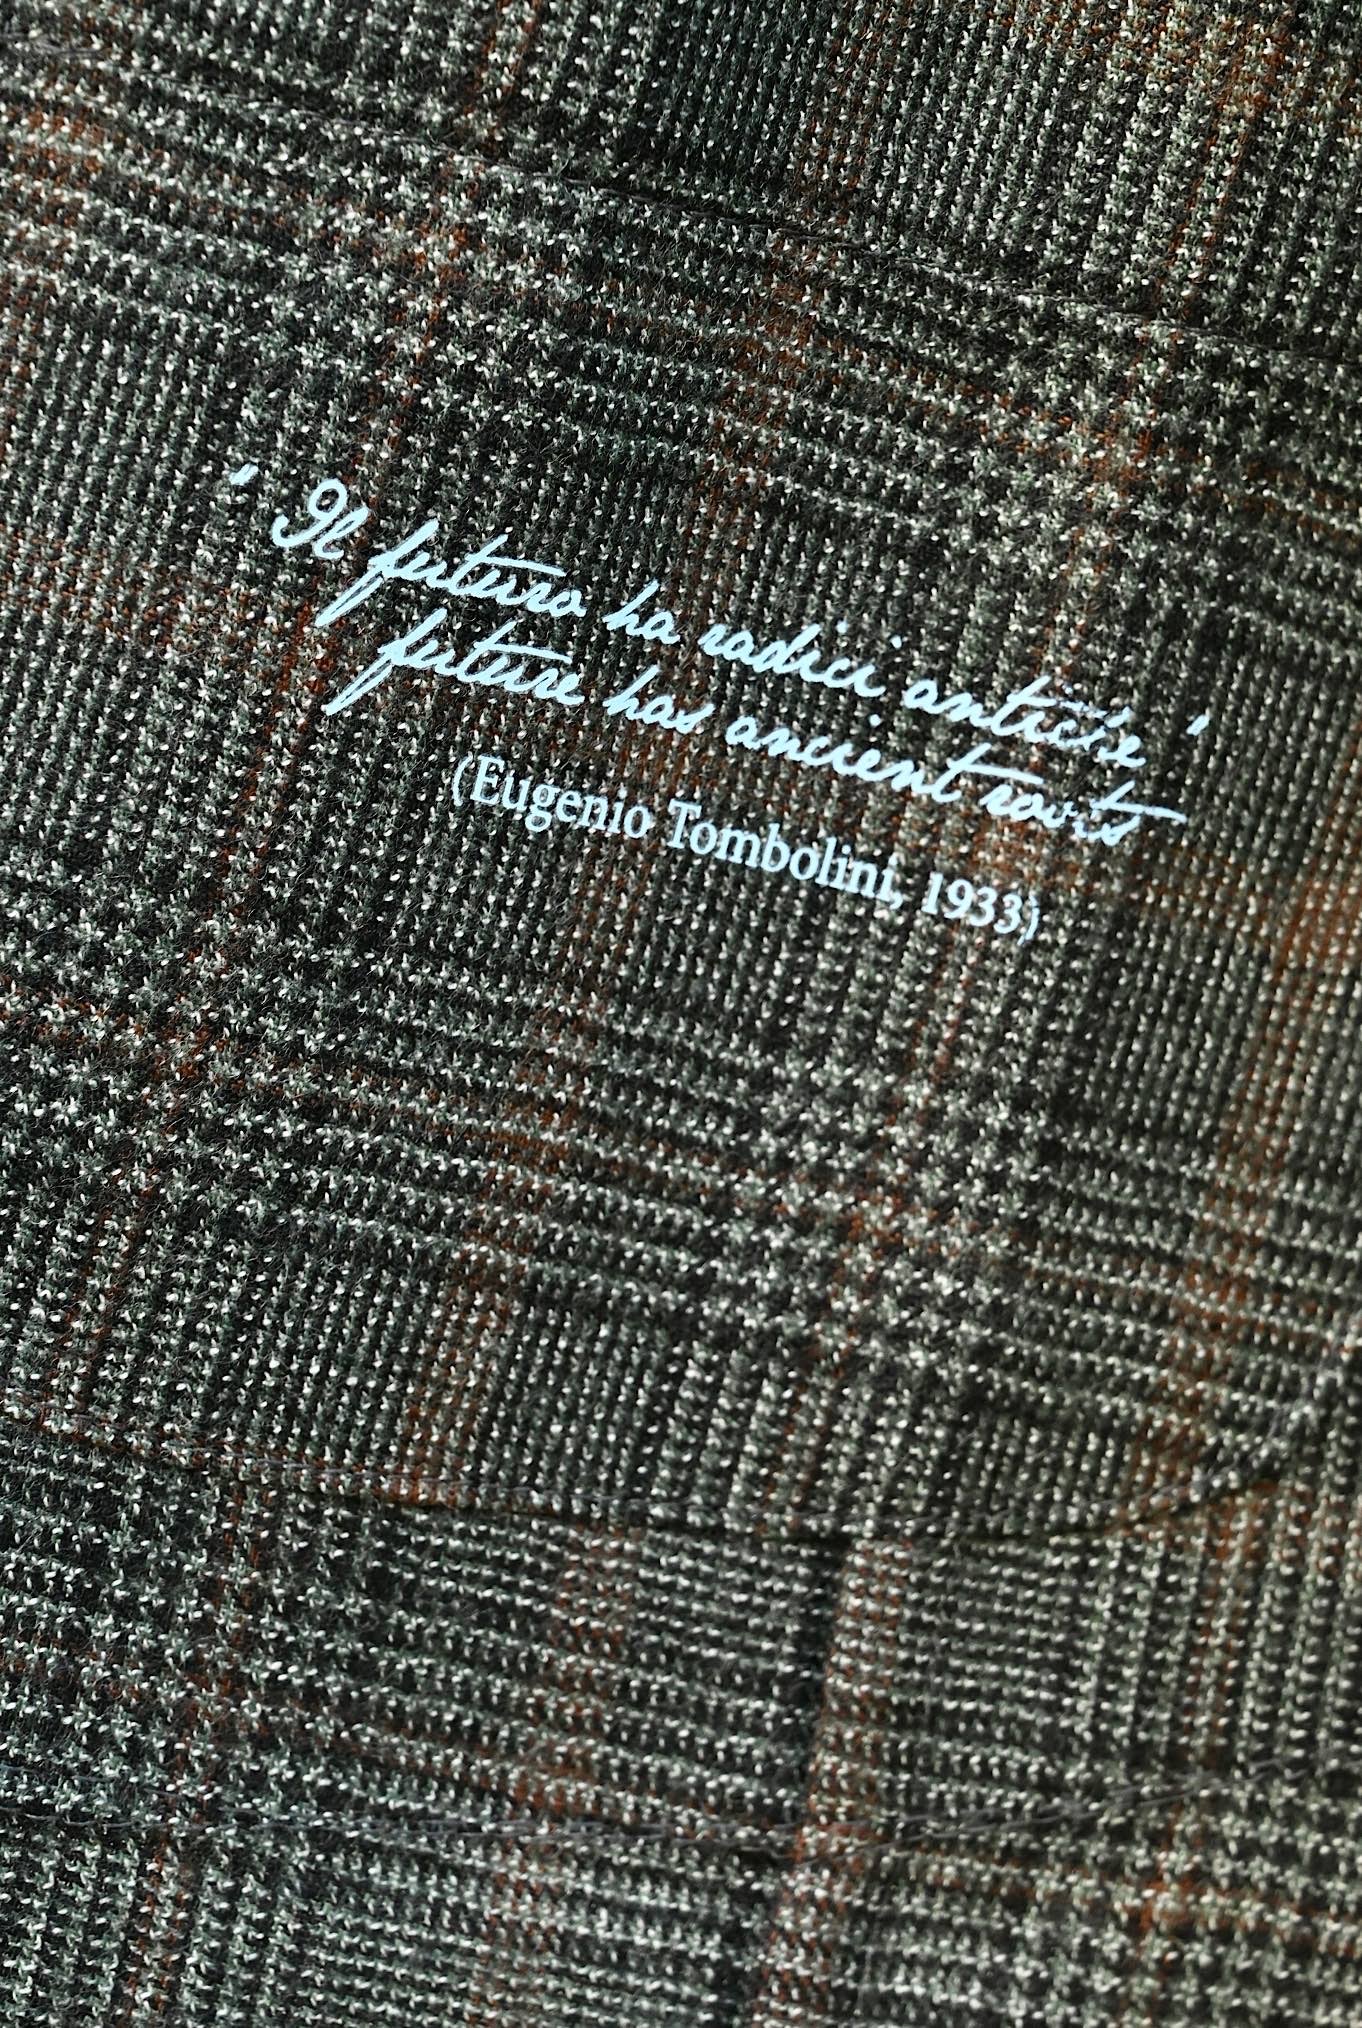 " Il futuro ha radici antiche "
future has ancient roots
(Eugenio Tombolini, 1933)